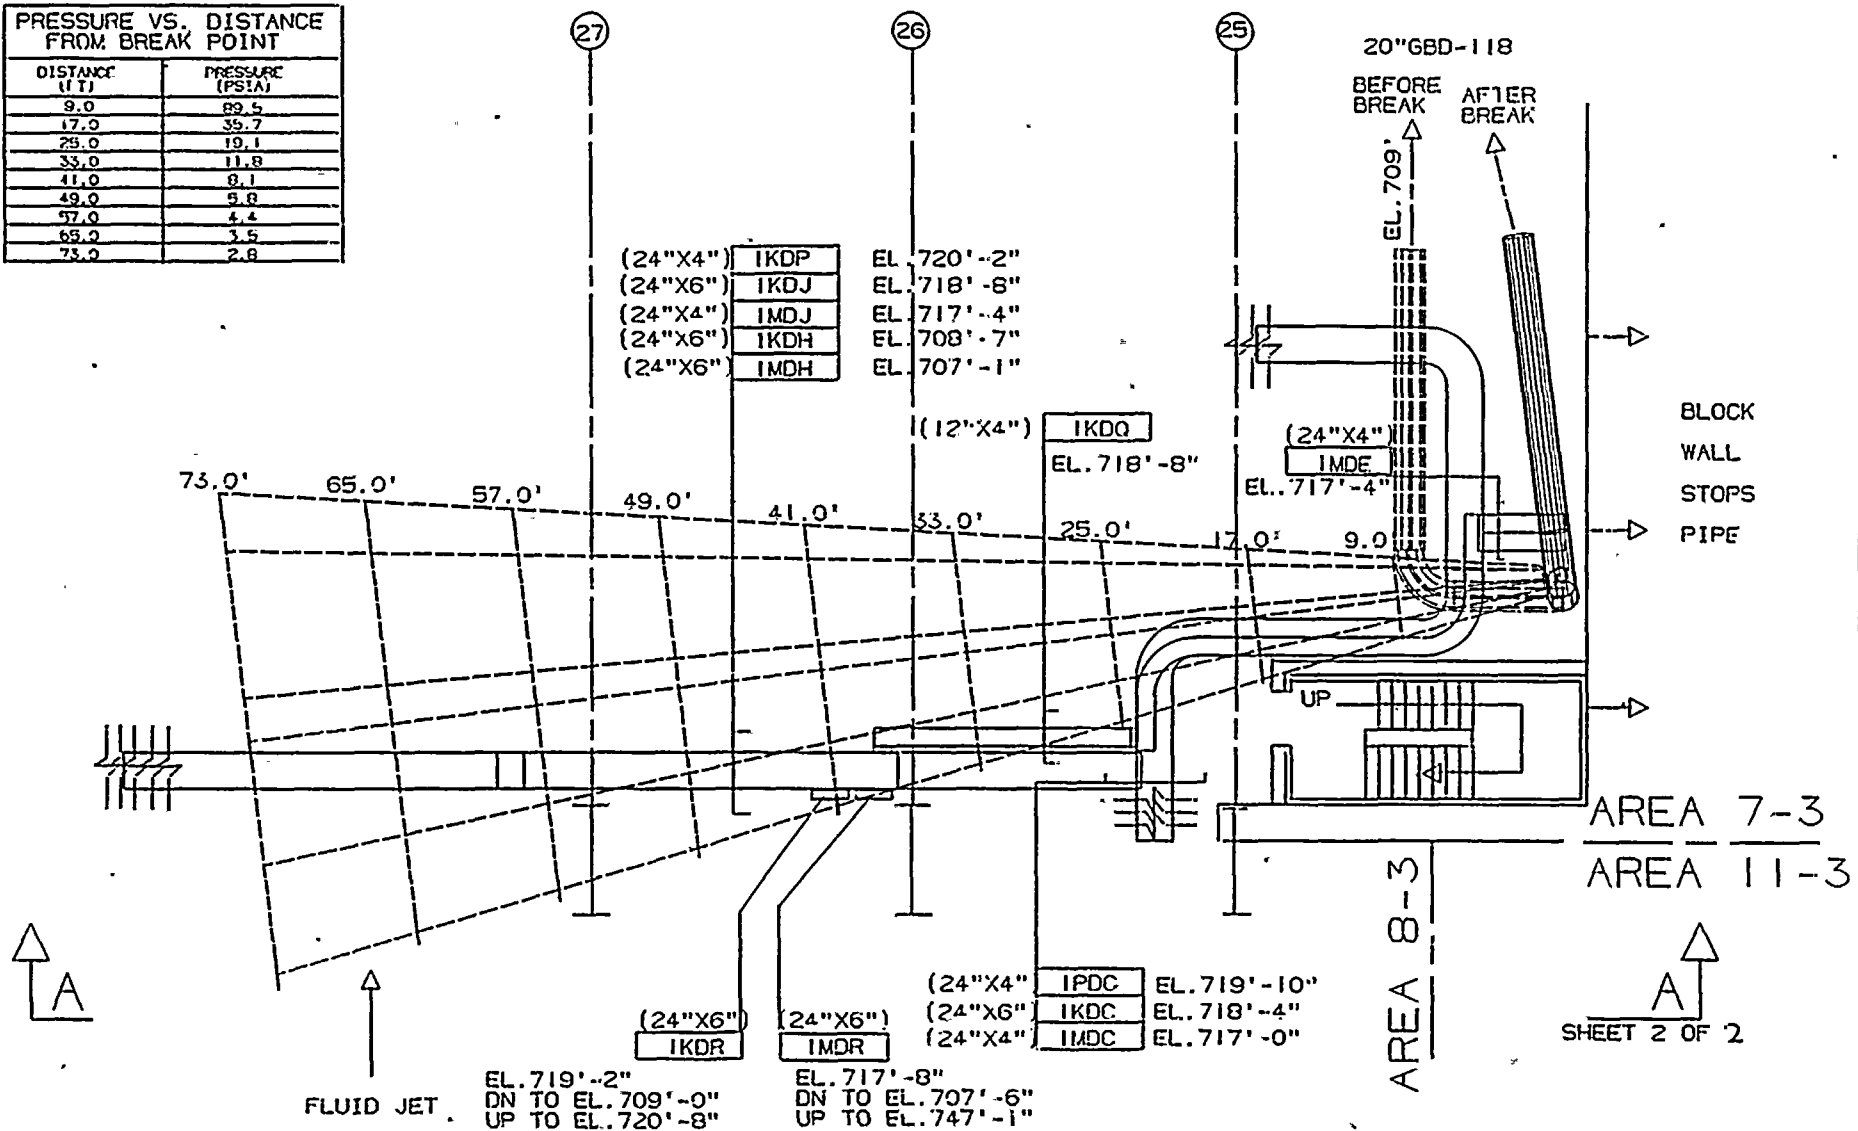 PRESSURE VS. DISTANCE
FROM BREAK POINT
DISTANCE PRESSURE
(FT) (PSIA)
9.0 89.5
17.0 35.7
25.0 19.1
33.0 11.8
41.0 8.1
49.0 5.8
57.0 4.4
65.0 3.5
73.0 2.8
27
26
25
20"GBD-118
BEFORE
BREAK
AFTER
BREAK
EL.709'
(24"X4") 1KDP EL.720'-2"
(24"X6") 1KDJ EL.718'-8"
(24"X4") 1MDJ EL.717'-4"
(24"X6") 1KDH EL.708'-7"
(24"X6") 1MDH EL.707'-1"
(12"X4") 1KDQ
EL.718'-8"
(24"X4")
1MDE
EL.717'-4"
BLOCK
WALL
STOPS
PIPE
73.0' 65.0' 57.0' 49.0' 41.0' 33.0' 25.0' 17.0' 9.0
UP
AREA 7-3
AREA 11-3
AREA 8-3
A
A
SHEET 2 OF 2
(24"X4") 1PDC EL.719'-10"
(24"X6") 1KDC EL.718'-4"
(24"X4") 1MDC EL.717'-0"
(24"X6") (24"X6")
1KDR 1MDR
EL.719'-2" EL.717'-8"
DN TO EL.709'-0" DN TO EL.707'-6"
UP TO EL.720'-8" UP TO EL.747'-1"
FLUID JET